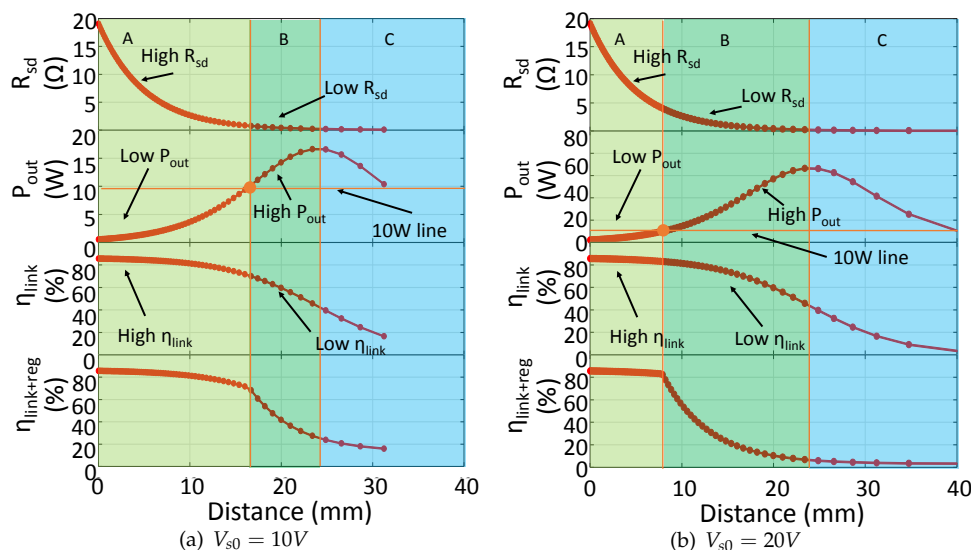 20
15
10
5
R_sd
(Ω)
A
B
C
High R_sd
Low R_sd
20
15
10
5
0
P_out
(W)
Low P_out
High P_out
10W line
80
60
40
20
0
η_link
(%)
High η_link
Low η_link
80
60
40
20
0
η_link+reg
(%)
0
10
20
30
40
Distance (mm)
(a) V_s0 = 10V
20
15
10
5
R_sd
(Ω)
A
B
C
High R_sd
Low R_sd
80
60
40
20
0
P_out
(W)
Low P_out
High P_out
10W line
80
60
40
20
0
η_link
(%)
High η_link
Low η_link
80
60
40
20
0
η_link+reg
(%)
0
10
20
30
40
Distance (mm)
(b) V_s0 = 20V